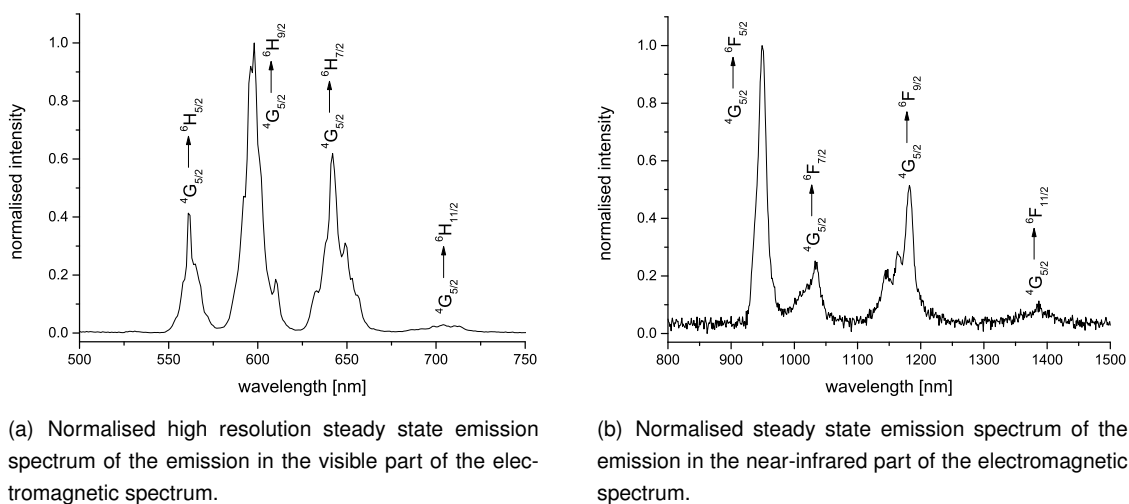 1.0
0.8
0.6
0.4
0.2
0.0
500 550 600 650 700 750
normalised intensity
wavelength [nm]
⁴G₅/₂ → ⁶H₅/₂
⁴G₅/₂ → ⁶H₉/₂
⁴G₅/₂ → ⁶H₇/₂
⁴G₅/₂ → ⁶H₁₁/₂
(a) Normalised high resolution steady state emission
spectrum of the emission in the visible part of the elec-
tromagnetic spectrum.
1.0
0.8
0.6
0.4
0.2
0.0
800 900 1000 1100 1200 1300 1400 1500
normalised intensity
wavelength [nm]
⁴G₅/₂ → ⁶F₅/₂
⁴G₅/₂ → ⁶F₇/₂
⁴G₅/₂ → ⁶F₉/₂
⁴G₅/₂ → ⁶F₁₁/₂
(b) Normalised steady state emission spectrum of the
emission in the near-infrared part of the electromagnetic
spectrum.